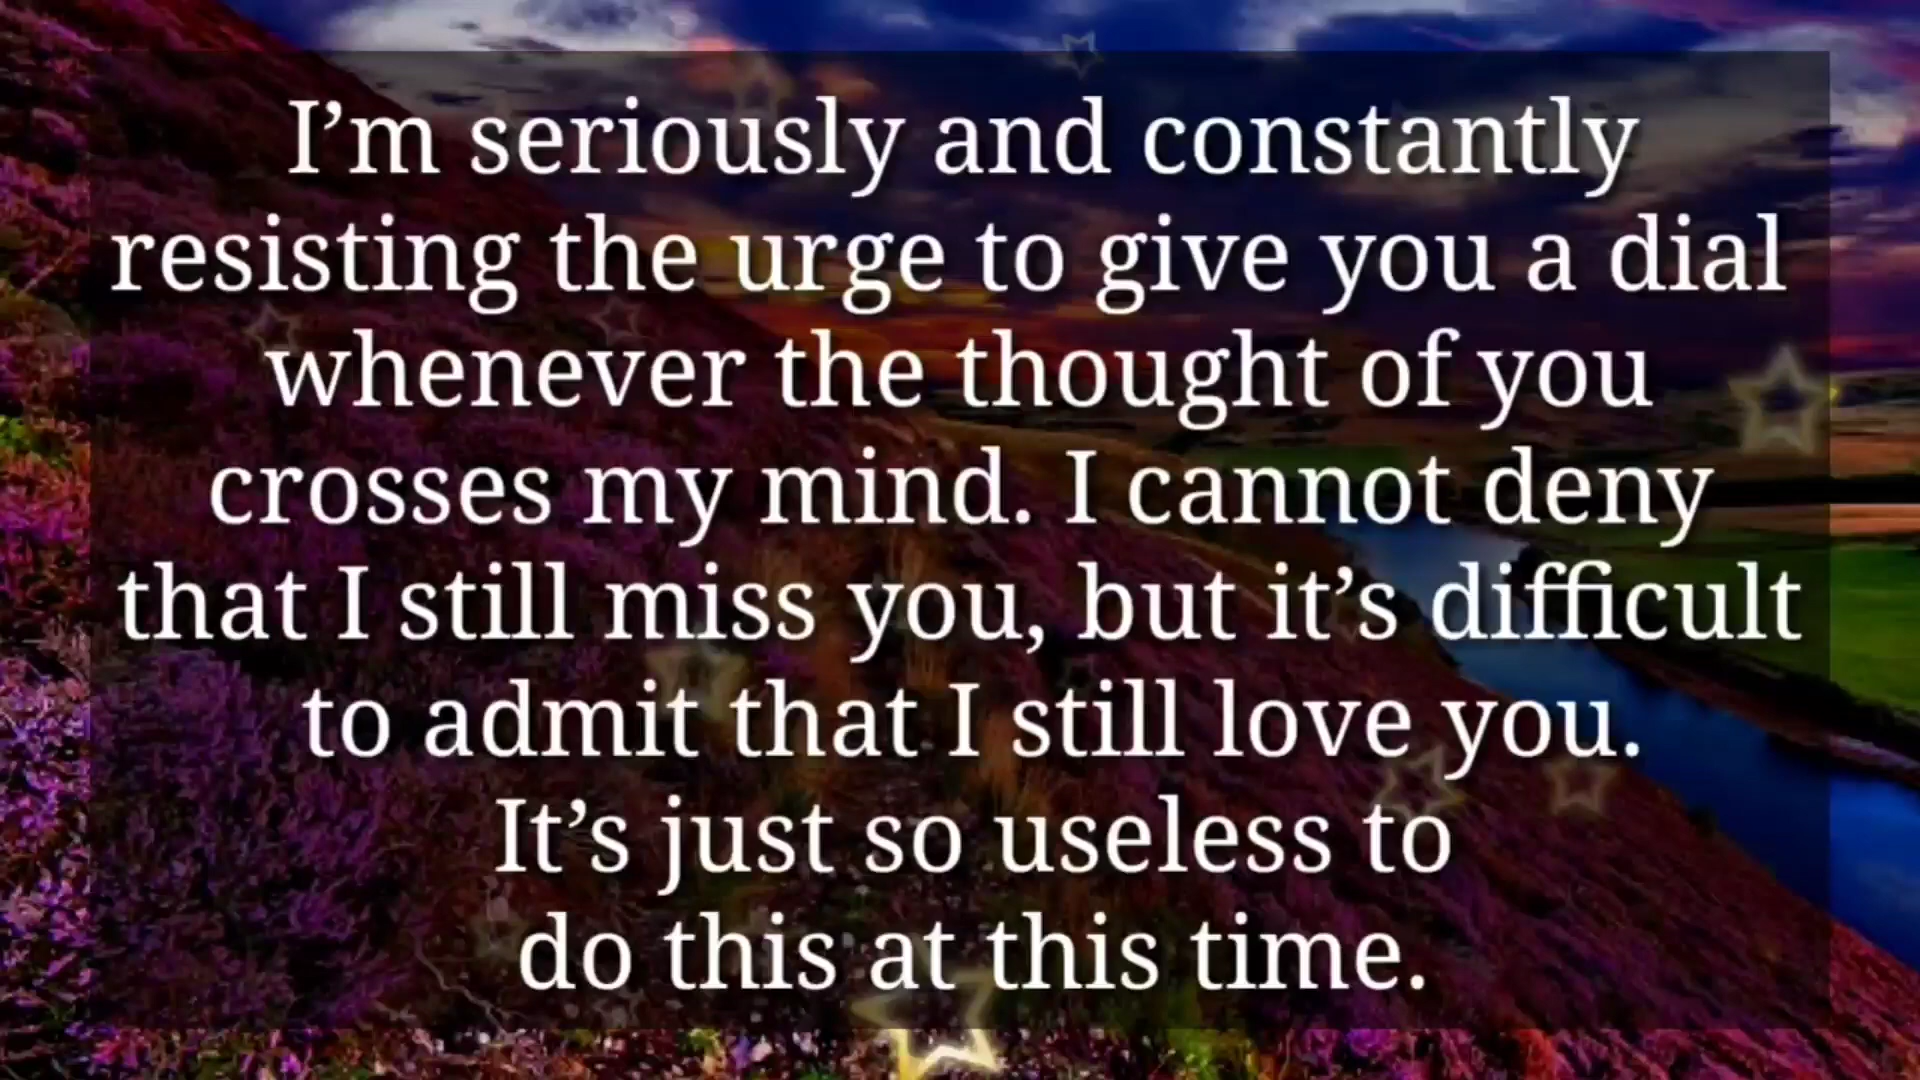 I’m seriously and constantly
resisting the urge to give you a dial
whenever the thought of you
crosses my mind. I cannot deny
that I still miss you, but it’s difficult
to admit that I still love you.
It’s just so useless to
do this at this time.